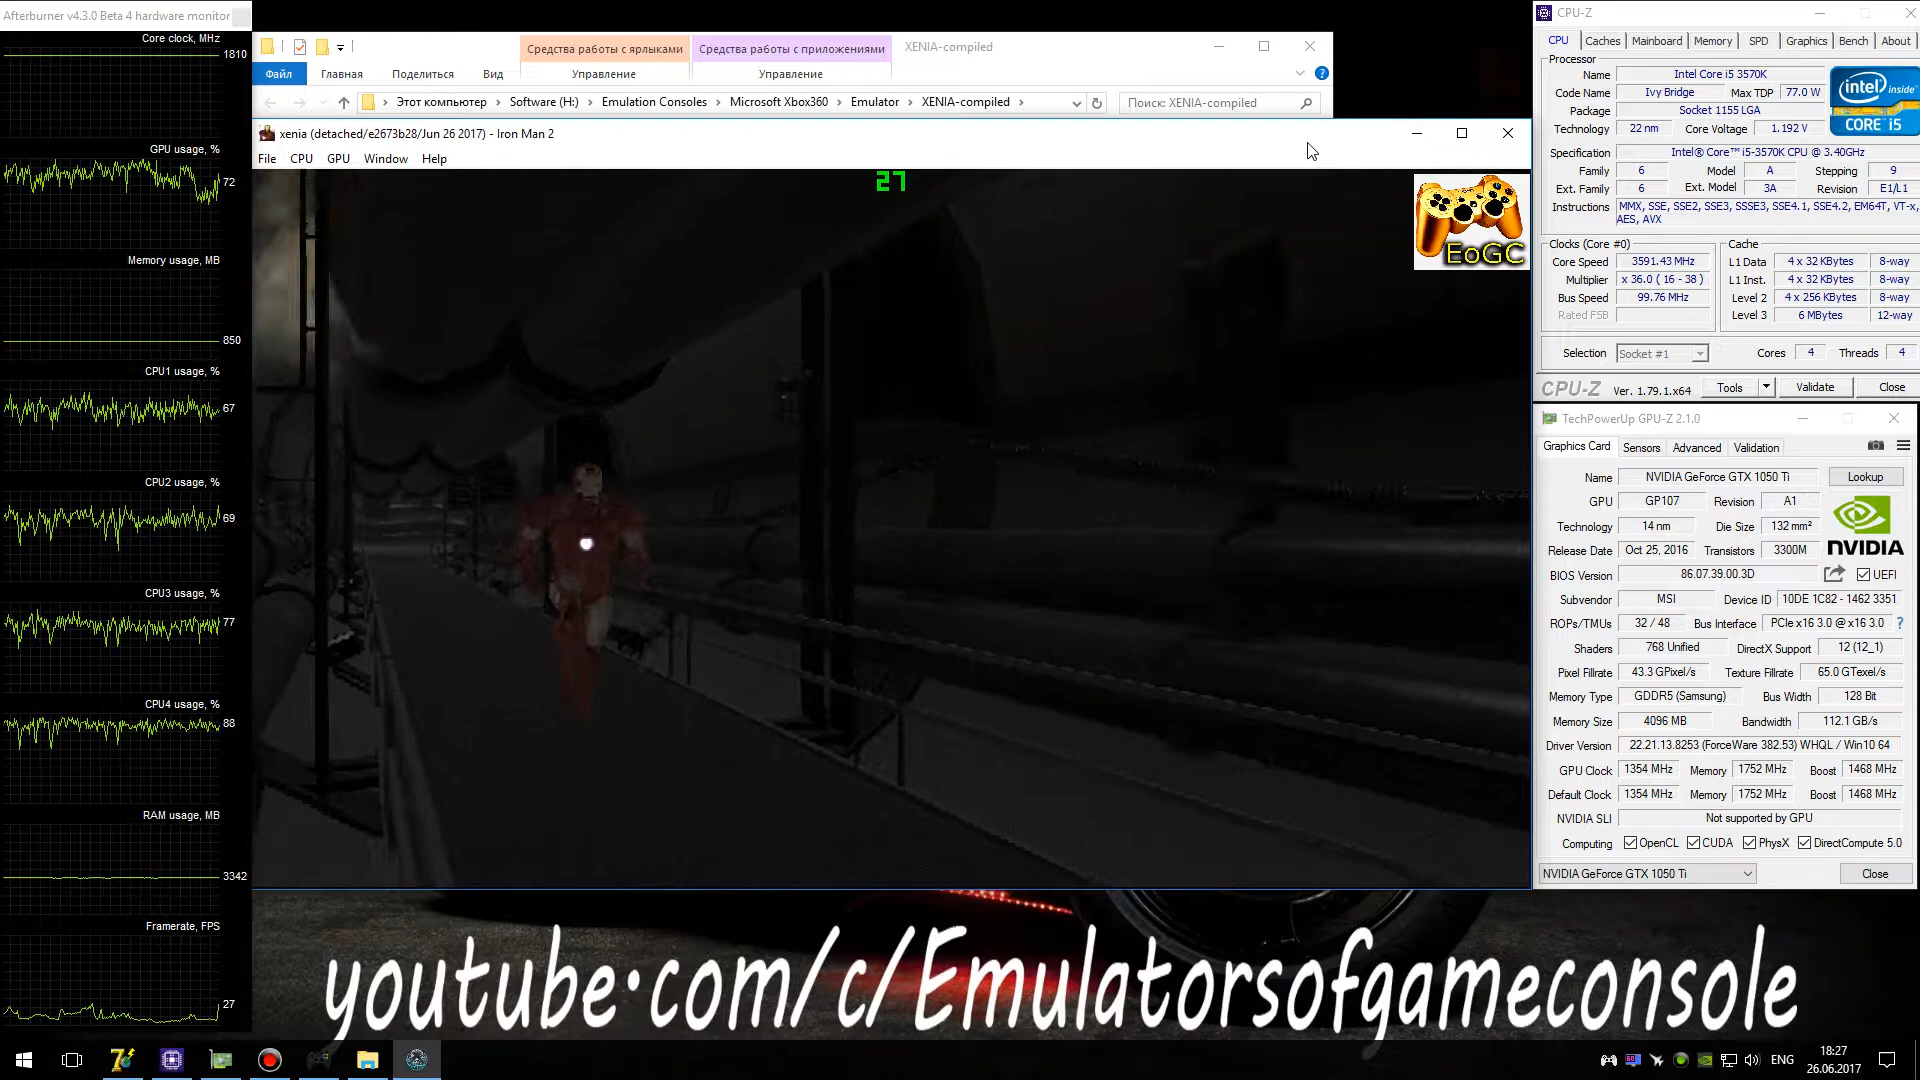 Afterburner v4.3.0 Beta 4 hardware monitor
Core clock, MHz
1810
GPU usage, %
72
Memory usage, MB
850
CPU1 usage, %
67
CPU2 usage, %
69
CPU3 usage, %
77
CPU4 usage, %
88
RAM usage, MB
3342
Framerate, FPS
27
Средства работы с ярлыками Средства работы с приложениями XENIA-compiled
Файл Главная Поделиться Вид Управление Управление
Этот компьютер Software (H:) Emulation Consoles Microsoft Xbox360 Emulator XENIA-compiled Поиск: XENIA-compiled
xenia (detached/e2673b28/Jun 26 2017) - Iron Man 2
File CPU GPU Window Help
27
EoGC
CPU-Z
CPU Caches Mainboard Memory SPD Graphics Bench About
Processor
Name Intel Core i5 3570K
Code Name Ivy Bridge Max TDP 77.0 W
Package Socket 1155 LGA
Technology 22 nm Core Voltage 1.192 V
intel inside™
CORE i5
Specification Intel® Core™ i5-3570K CPU @ 3.40GHz
Family 6 Model A Stepping 9
Ext. Family 6 Ext. Model 3A Revision E1/L1
Instructions MMX, SSE, SSE2, SSE3, SSSE3, SSE4.1, SSE4.2, EM64T, VT-x,
AES, AVX
Clocks (Core #0) Cache
Core Speed 3591.43 MHz L1 Data 4 x 32 KBytes 8-way
Multiplier x 36.0 ( 16 - 38 ) L1 Inst. 4 x 32 KBytes 8-way
Bus Speed 99.76 MHz Level 2 4 x 256 KBytes 8-way
Rated FSB Level 3 6 MBytes 12-way
Selection Socket #1 Cores 4 Threads 4
CPU-Z Ver. 1.79.1.x64 Tools Validate Close
TechPowerUp GPU-Z 2.1.0
Graphics Card Sensors Advanced Validation
Name NVIDIA GeForce GTX 1050 Ti Lookup
GPU GP107 Revision A1
Technology 14 nm Die Size 132 mm²
Release Date Oct 25, 2016 Transistors 3300M
NVIDIA
BIOS Version 86.07.39.00.3D UEFI
Subvendor MSI Device ID 10DE 1C82 - 1462 3351
ROPs/TMUs 32 / 48 Bus Interface PCIe x16 3.0 @ x16 3.0 ?
Shaders 768 Unified DirectX Support 12 (12_1)
Pixel Fillrate 43.3 GPixel/s Texture Fillrate 65.0 GTexel/s
Memory Type GDDR5 (Samsung) Bus Width 128 Bit
Memory Size 4096 MB Bandwidth 112.1 GB/s
Driver Version 22.21.13.8253 (ForceWare 382.53) WHQL / Win10 64
GPU Clock 1354 MHz Memory 1752 MHz Boost 1468 MHz
Default Clock 1354 MHz Memory 1752 MHz Boost 1468 MHz
NVIDIA SLI Not supported by GPU
Computing OpenCL CUDA PhysX DirectCompute 5.0
NVIDIA GeForce GTX 1050 Ti Close
youtube.com/c/Emulatorsofgameconsole
ENG 18:27
26.06.2017